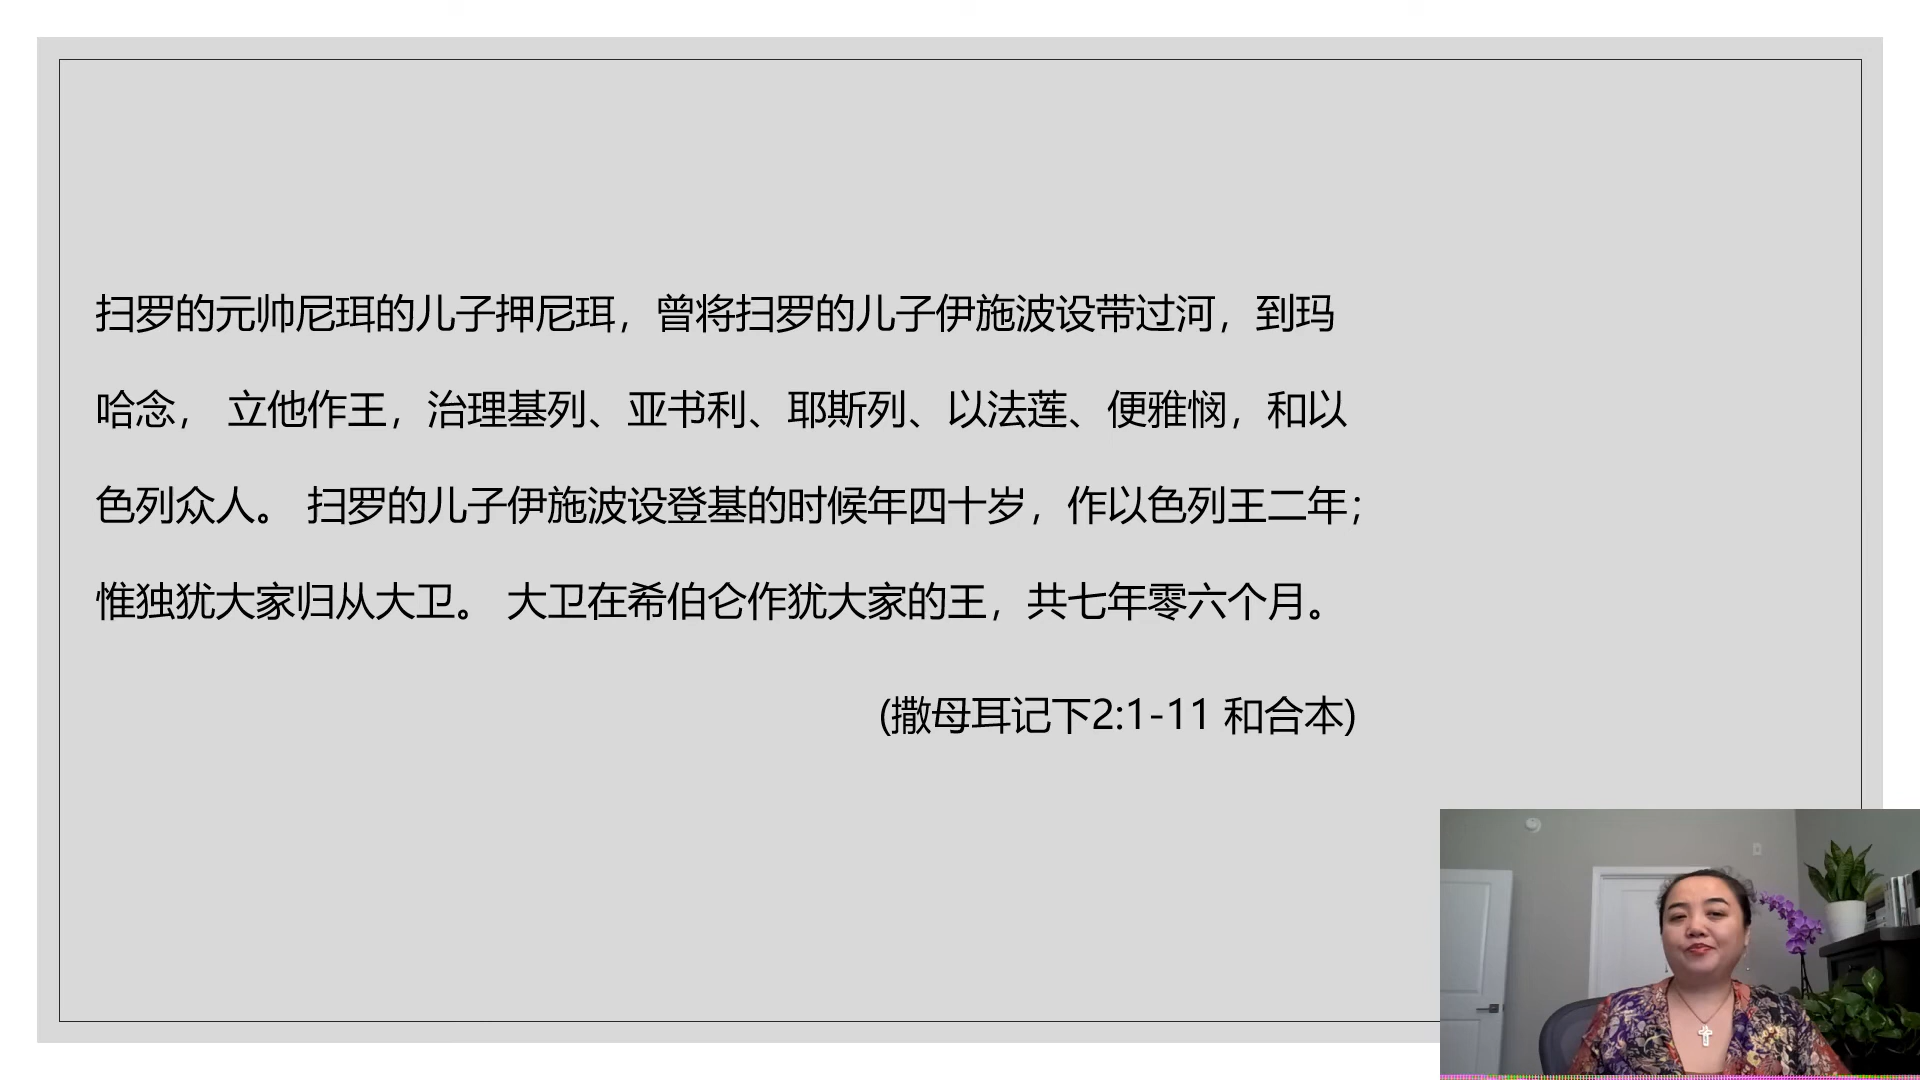 扫罗的元帅尼珥的儿子押尼珥，曾将扫罗的儿子伊施波设带过河，到玛
哈念， 立他作王，治理基列、亚书利、耶斯列、以法莲、便雅悯，和以
色列众人。 扫罗的儿子伊施波设登基的时候年四十岁，作以色列王二年；
惟独犹大家归从大卫。 大卫在希伯仑作犹大家的王，共七年零六个月。
(撒母耳记下2:1-11 和合本)